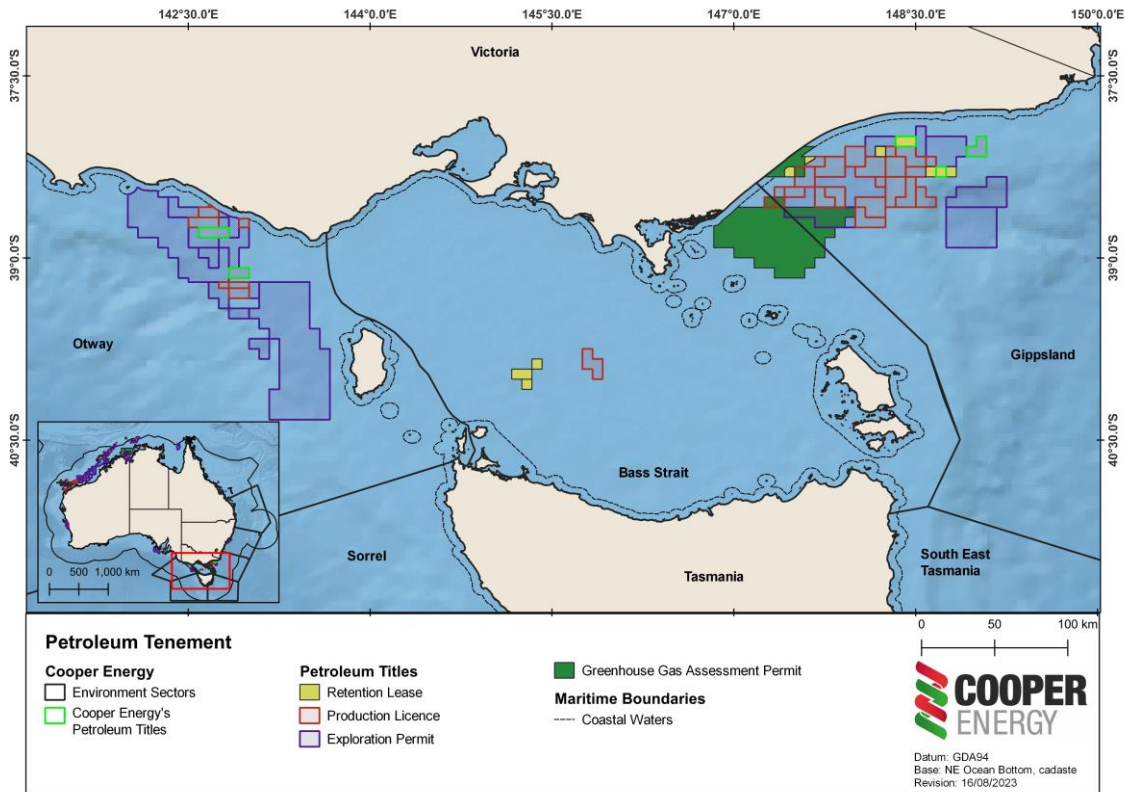 142°30.0'E
144°0.0'E
145°30.0'E
147°0.0'E
148°30.0'E
150°0.0'E
37°30.0'S
37°30.0'S
Victoria
39°0.0'S
39°0.0'S
Otway
Gippsland
40°30.0'S
40°30.0'S
Bass Strait
Sorrel
Tasmania
South East
Tasmania
0 500 1,000 km
Petroleum Tenement
Cooper Energy
Environment Sectors
Cooper Energy's
Petroleum Titles
Petroleum Titles
Retention Lease
Production Licence
Exploration Permit
Greenhouse Gas Assessment Permit
Maritime Boundaries
Coastal Waters
0 50 100 km
COOPER
ENERGY
Datum: GDA94
Base: NE Ocean Bottom, cadaste
Revision: 16/08/2023